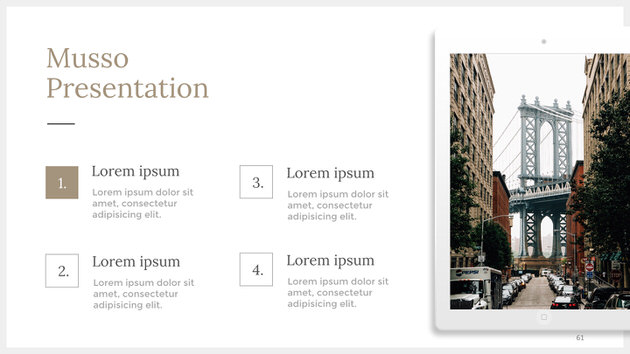 Musso
Presentation
1.
Lorem ipsum
Lorem ipsum dolor sit
amet, consectetur
adipisicing elit.
2.
Lorem ipsum
Lorem ipsum dolor sit
amet, consectetur
adipisicing elit.
3.
Lorem ipsum
Lorem ipsum dolor sit
amet, consectetur
adipisicing elit.
4.
Lorem ipsum
Lorem ipsum dolor sit
amet, consectetur
adipisicing elit.
61